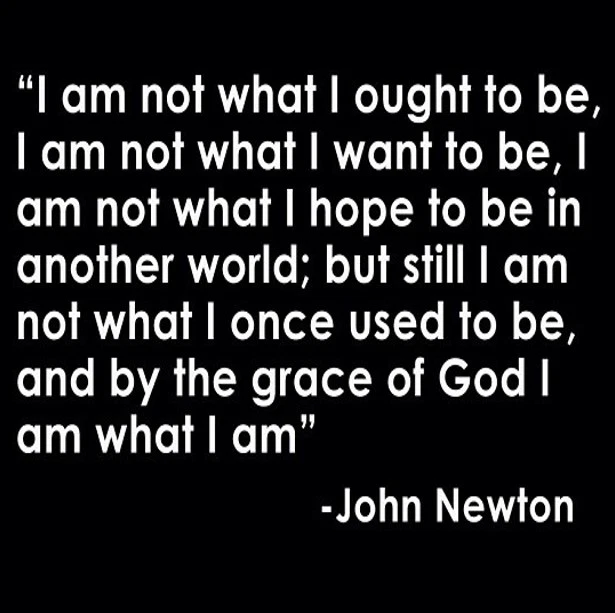 “I am not what I ought to be,
I am not what I want to be, I
am not what I hope to be in
another world; but still I am
not what I once used to be,
and by the grace of God I
am what I am”
-John Newton